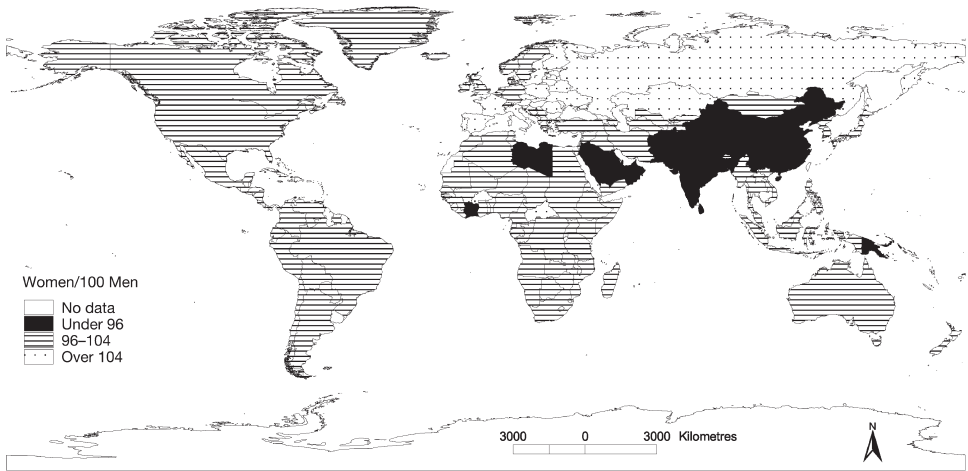 Women/100 Men
No data
Under 96
96–104
Over 104
3000 0 3000 Kilometres
N